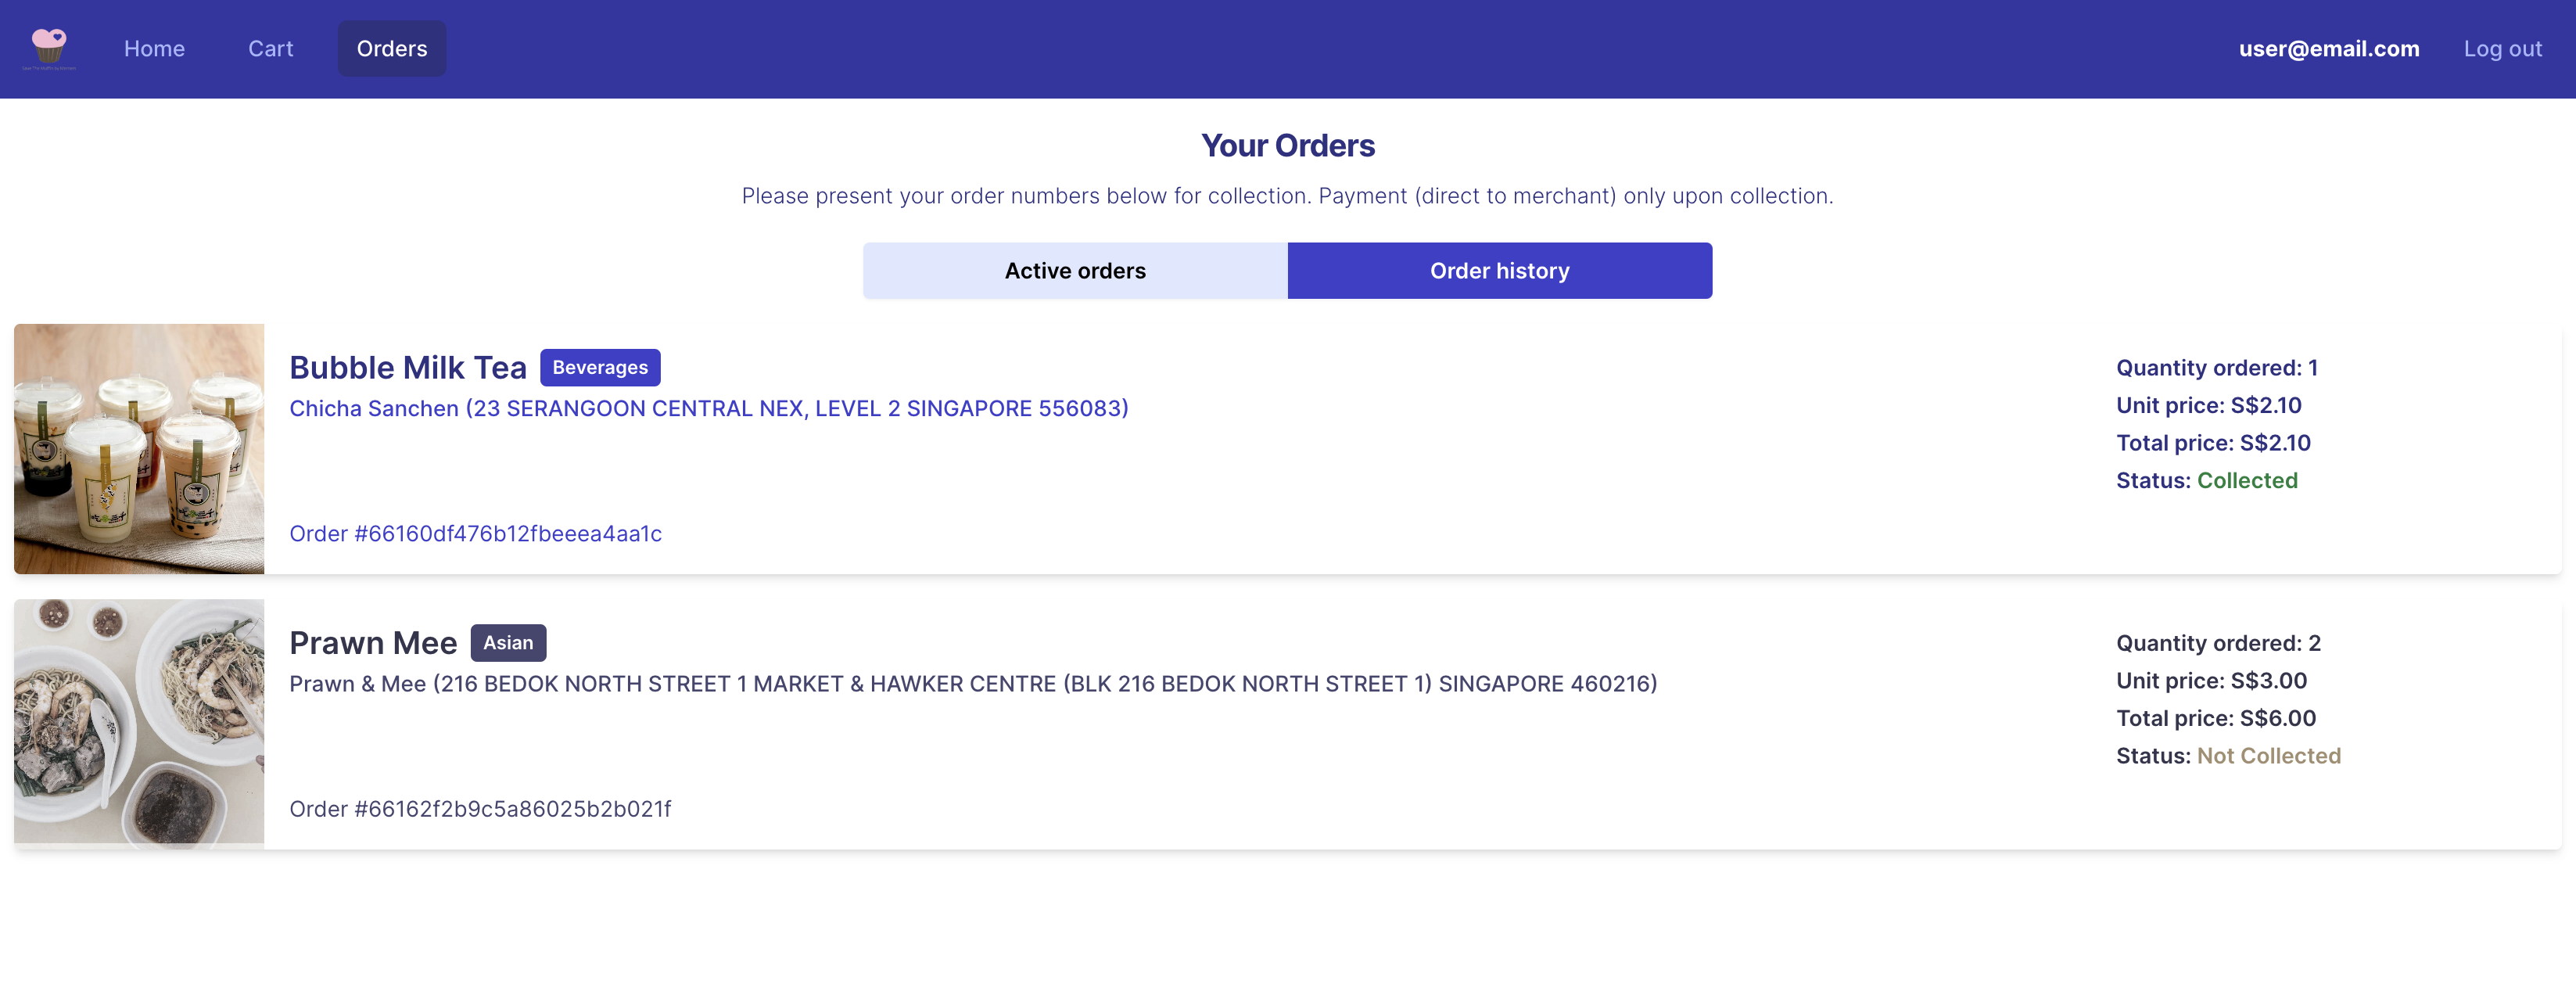 Home
Cart
Orders
user@email.com
Log out
Your Orders
Please present your order numbers below for collection. Payment (direct to merchant) only upon collection.
Active orders
Order history
Bubble Milk Tea
Beverages
Chicha Sanchen (23 SERANGOON CENTRAL NEX, LEVEL 2 SINGAPORE 556083)
Order #66160df476b12fbeeea4aa1c
Quantity ordered: 1
Unit price: S$2.10
Total price: S$2.10
Status: Collected
Prawn Mee
Asian
Prawn & Mee (216 BEDOK NORTH STREET 1 MARKET & HAWKER CENTRE (BLK 216 BEDOK NORTH STREET 1) SINGAPORE 460216)
Order #66162f2b9c5a86025b2b021f
Quantity ordered: 2
Unit price: S$3.00
Total price: S$6.00
Status: Not Collected